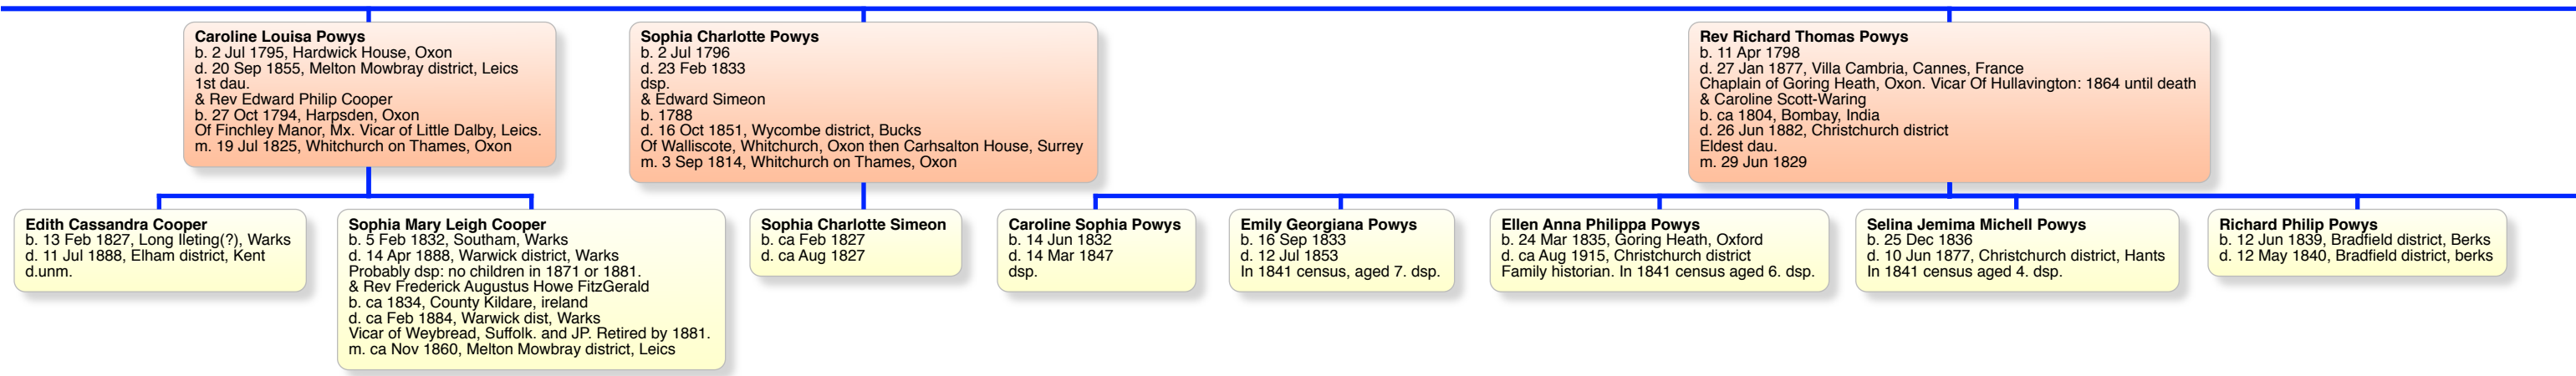 Caroline Louisa Powys
b. 2 Jul 1795, Hardwick House, Oxon
d. 20 Sep 1855, Melton Mowbray district, Leics
1st dau.
& Rev Edward Philip Cooper
b. 27 Oct 1794, Harpsden, Oxon
Of Finchley Manor, Mx. Vicar of Little Dalby, Leics.
m. 19 Jul 1825, Whitchurch on Thames, Oxon
Sophia Charlotte Powys
b. 2 Jul 1796
d. 23 Feb 1833
dsp.
& Edward Simeon
b. 1788
d. 16 Oct 1851, Wycombe district, Bucks
Of Walliscote, Whitchurch, Oxon then Carhsalton House, Surrey
m. 3 Sep 1814, Whitchurch on Thames, Oxon
Rev Richard Thomas Powys
b. 11 Apr 1798
d. 27 Jan 1877, Villa Cambria, Cannes, France
Chaplain of Goring Heath, Oxon. Vicar Of Hullavington: 1864 until death
& Caroline Scott-Waring
b. ca 1804, Bombay, India
d. 26 Jun 1882, Christchurch district
Eldest dau.
m. 29 Jun 1829
Edith Cassandra Cooper
b. 13 Feb 1827, Long Ileting(?), Warks
d. 11 Jul 1888, Elham district, Kent
d.unm.
Sophia Mary Leigh Cooper
b. 5 Feb 1832, Southam, Warks
d. 14 Apr 1888, Warwick district, Warks
Probably dsp: no children in 1871 or 1881.
& Rev Frederick Augustus Howe FitzGerald
b. ca 1834, County Kildare, ireland
d. ca Feb 1884, Warwick dist, Warks
Vicar of Weybread, Suffolk. and JP. Retired by 1881.
m. ca Nov 1860, Melton Mowbray district, Leics
Sophia Charlotte Simeon
b. ca Feb 1827
d. ca Aug 1827
Caroline Sophia Powys
b. 14 Jun 1832
d. 14 Mar 1847
dsp.
Emily Georgiana Powys
b. 16 Sep 1833
d. 12 Jul 1853
In 1841 census, aged 7. dsp.
Ellen Anna Philippa Powys
b. 24 Mar 1835, Goring Heath, Oxford
d. ca Aug 1915, Christchurch district
Family historian. In 1841 census aged 6. dsp.
Selina Jemima Michell Powys
b. 25 Dec 1836
d. 10 Jun 1877, Christchurch district, Hants
In 1841 census aged 4. dsp.
Richard Philip Powys
b. 12 Jun 1839, Bradfield district, Berks
d. 12 May 1840, Bradfield district, berks